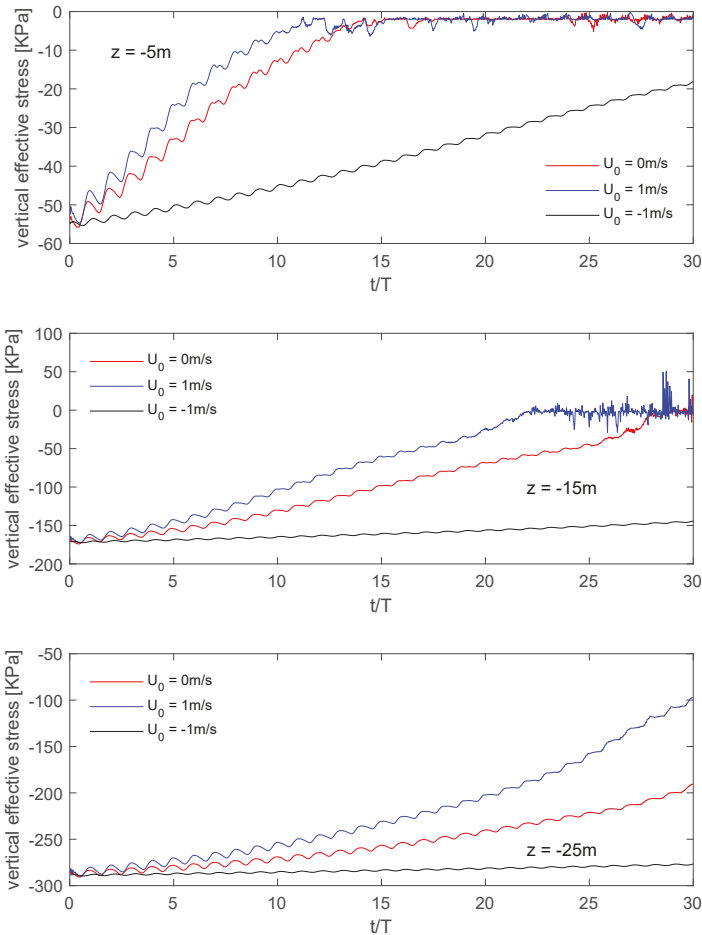 vertical effective stress [KPa]
0
-10
-20
-30
-40
-50
-60
z = -5m
U0 = 0m/s
U0 = 1m/s
U0 = -1m/s
0 5 10 15 20 25 30
t/T
vertical effective stress [KPa]
100
50
0
-50
-100
-150
-200
U0 = 0m/s
U0 = 1m/s
U0 = -1m/s
z = -15m
0 5 10 15 20 25 30
t/T
vertical effective stress [KPa]
-50
-100
-150
-200
-250
-300
U0 = 0m/s
U0 = 1m/s
U0 = -1m/s
z = -25m
0 5 10 15 20 25 30
t/T